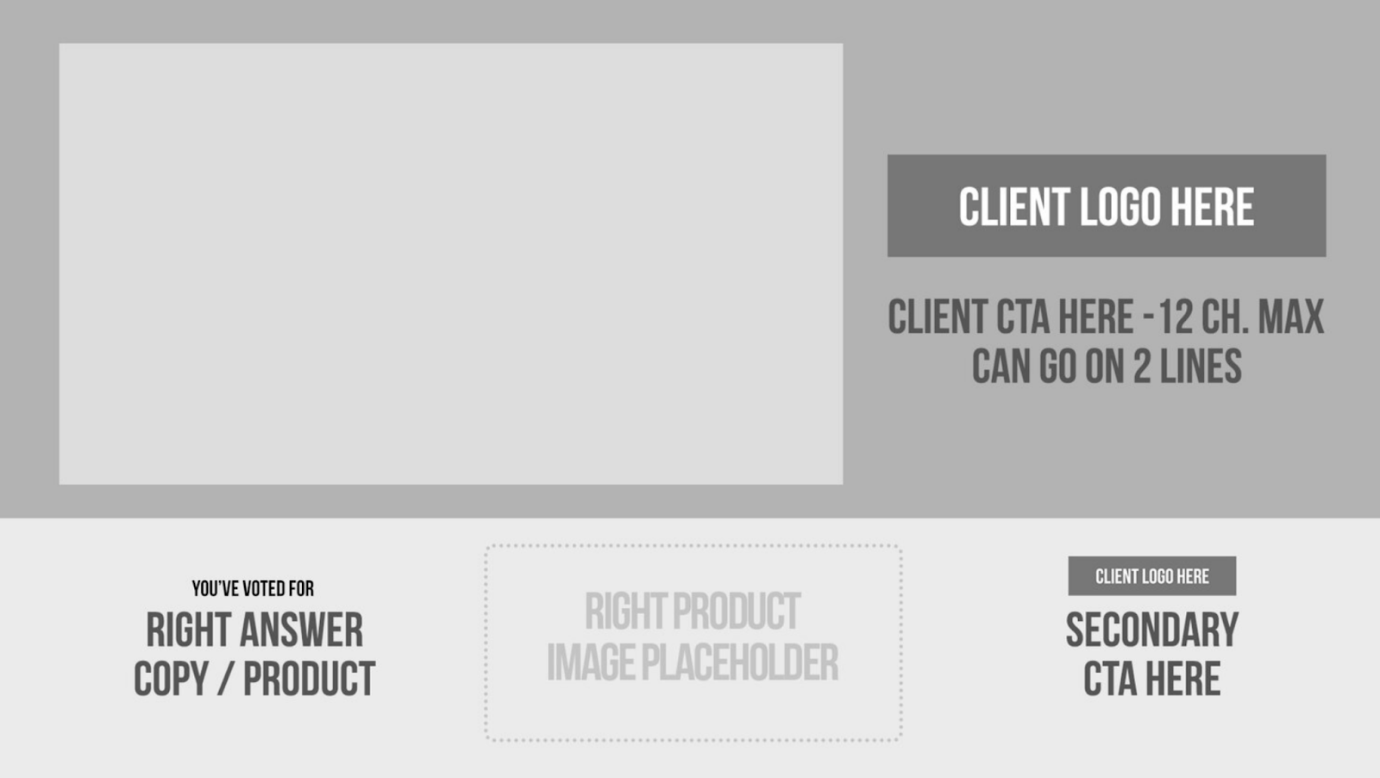 CLIENT LOGO HERE
CLIENT CTA HERE - 12 CH. MAX
CAN GO ON 2 LINES
YOU'VE VOTED FOR
RIGHT ANSWER
COPY / PRODUCT
RIGHT PRODUCT
IMAGE PLACEHOLDER
CLIENT LOGO HERE
SECONDARY
CTA HERE